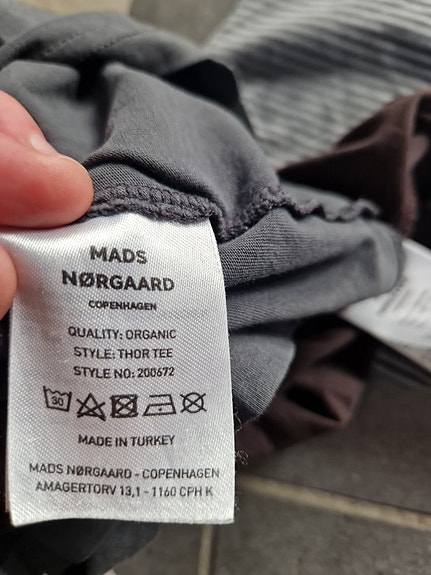 MADS
NØRGAARD
COPENHAGEN
QUALITY: ORGANIC
STYLE: THOR TEE
STYLE NO: 200672
30
MADE IN TURKEY
MADS NØRGAARD - COPENHAGEN
AMAGERTORV 13,1 - 1160 CPH K